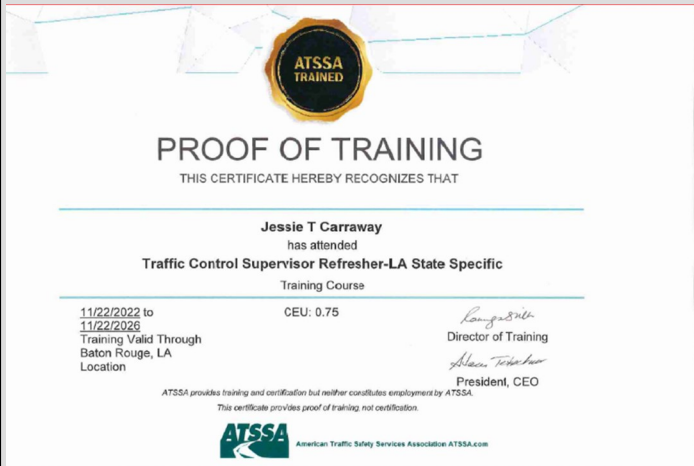 ATSSA
TRAINED
PROOF OF TRAINING
THIS CERTIFICATE HEREBY RECOGNIZES THAT
Jessie T Carraway
has attended
Traffic Control Supervisor Refresher-LA State Specific
Training Course
11/22/2022 to
11/22/2026
Training Valid Through
Baton Rouge, LA
Location
CEU: 0.75
Director of Training
President, CEO
ATSSA provides training and certification but neither constitutes employment by ATSSA.
This certificate provides proof of training, not certification.
ATSSA
American Traffic Safety Services Association ATSSA.com